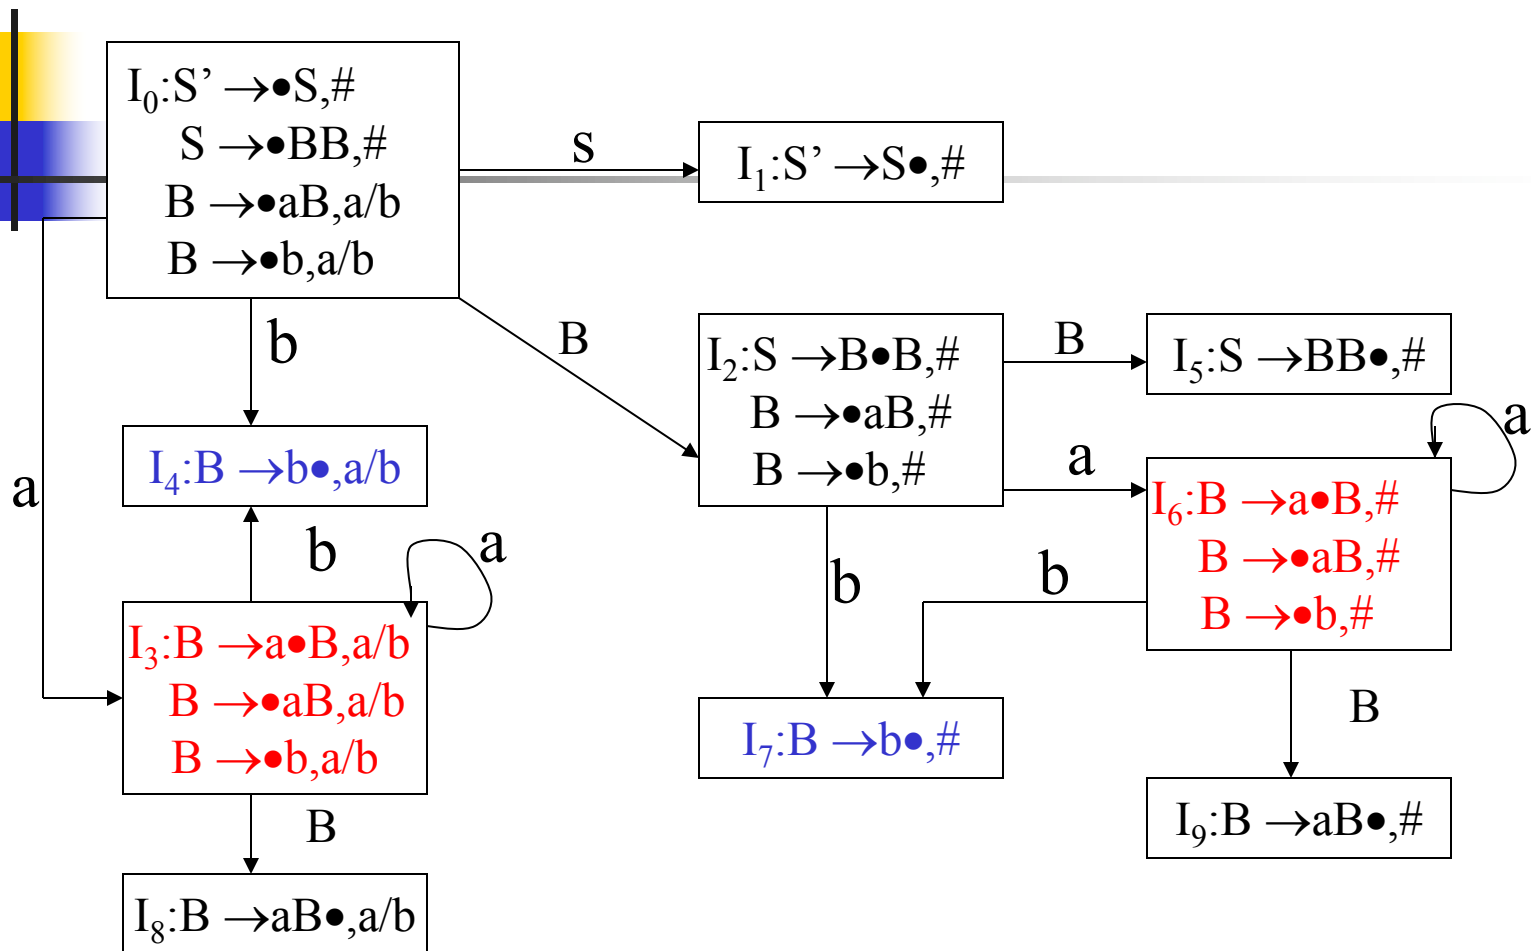 I₀:S’ →●S,#
S →●BB,#
B →●aB,a/b
B →●b,a/b
s
I₁:S’ →S●,#
b
B
I₂:S →B●B,#
B →●aB,#
B →●b,#
B
I₅:S →BB●,#
a
a
I₄:B →b●,a/b
a
I₆:B →a●B,#
B →●aB,#
B →●b,#
b
a
b
b
I₃:B →a●B,a/b
B →●aB,a/b
B →●b,a/b
I₇:B →b●,#
B
B
I₉:B →aB●,#
I₈:B →aB●,a/b